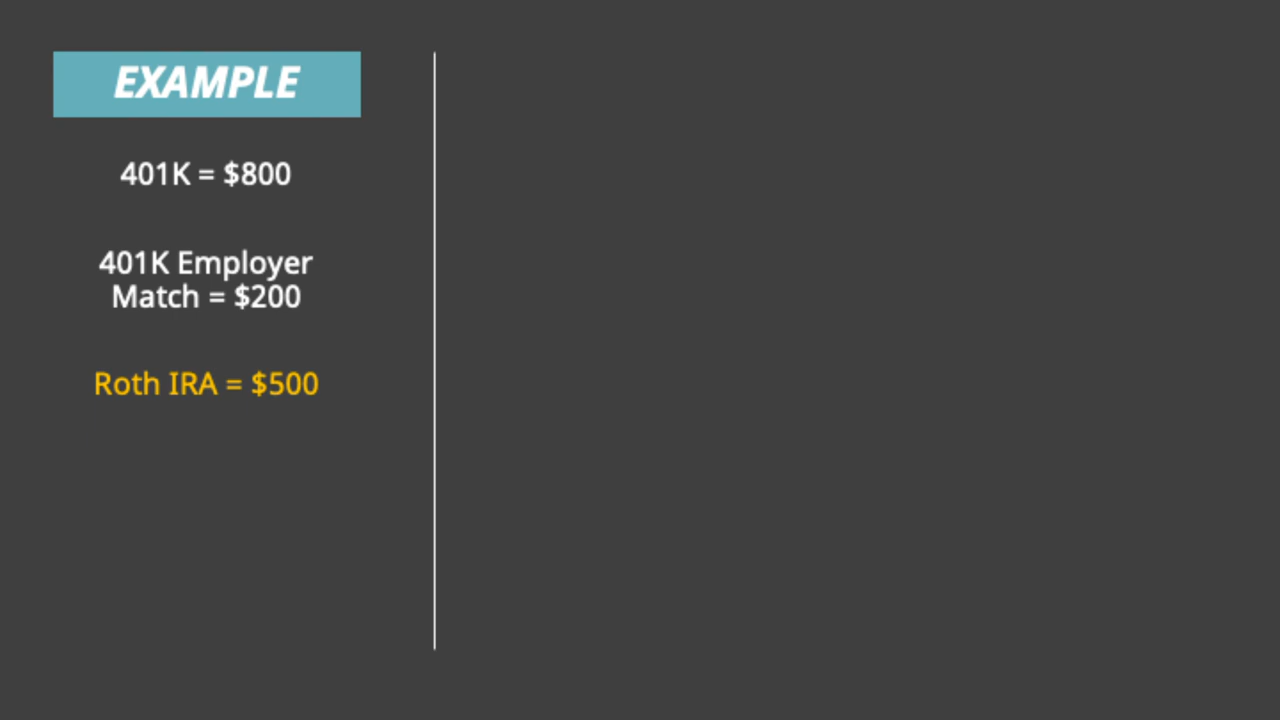 EXAMPLE
401K = $800
401K Employer
Match = $200
Roth IRA = $500